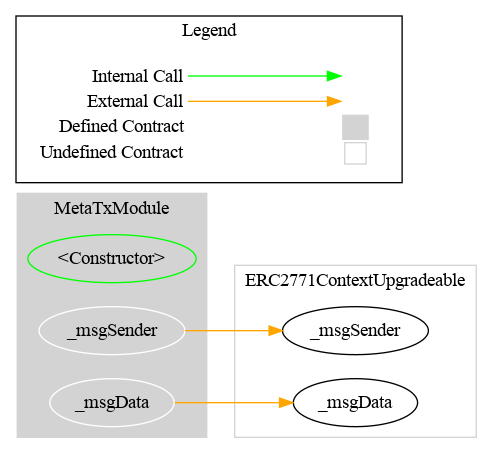 Legend
Internal Call
External Call
Defined Contract
Undefined Contract
MetaTxModule
<Constructor>
_msgSender
_msgData
ERC2771ContextUpgradeable
_msgSender
_msgData